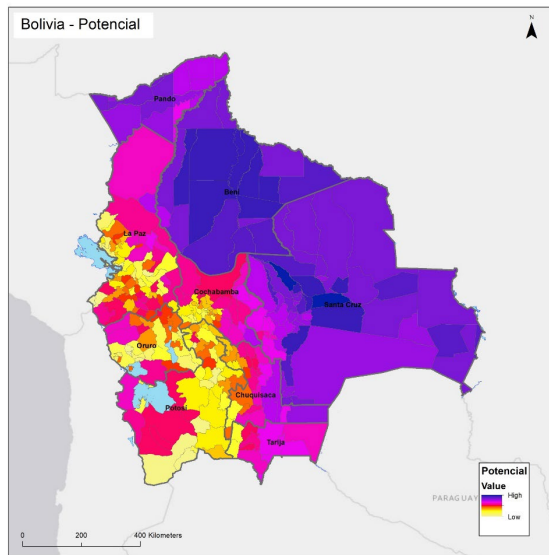 Bolivia - Potencial
N
Pando
Beni
La Paz
Cochabamba
Santa Cruz
Oruro
Chuquisaca
Potosí
Tarija
Potencial
Value
High
Low
PARAGUAY
0 200 400 Kilometers